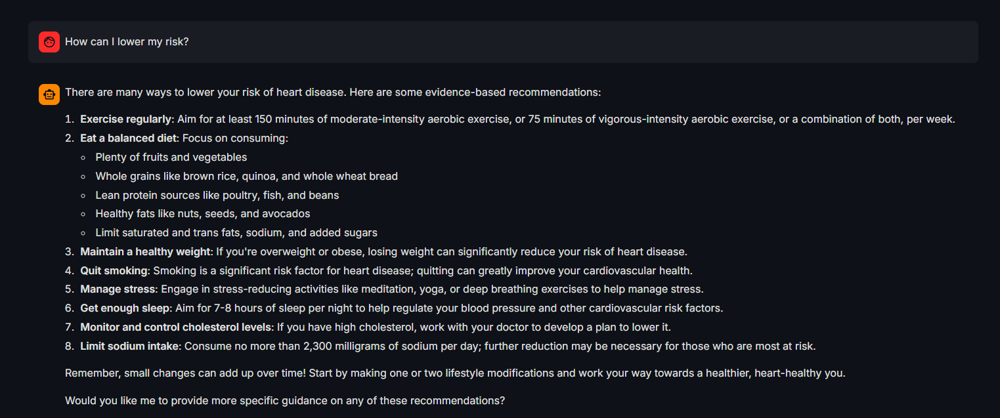 How can I lower my risk?
There are many ways to lower your risk of heart disease. Here are some evidence-based recommendations:
1. Exercise regularly: Aim for at least 150 minutes of moderate-intensity aerobic exercise, or 75 minutes of vigorous-intensity aerobic exercise, or a combination of both, per week.
2. Eat a balanced diet: Focus on consuming:
◦ Plenty of fruits and vegetables
◦ Whole grains like brown rice, quinoa, and whole wheat bread
◦ Lean protein sources like poultry, fish, and beans
◦ Healthy fats like nuts, seeds, and avocados
◦ Limit saturated and trans fats, sodium, and added sugars
3. Maintain a healthy weight: If you're overweight or obese, losing weight can significantly reduce your risk of heart disease.
4. Quit smoking: Smoking is a significant risk factor for heart disease; quitting can greatly improve your cardiovascular health.
5. Manage stress: Engage in stress-reducing activities like meditation, yoga, or deep breathing exercises to help manage stress.
6. Get enough sleep: Aim for 7-8 hours of sleep per night to help regulate your blood pressure and other cardiovascular risk factors.
7. Monitor and control cholesterol levels: If you have high cholesterol, work with your doctor to develop a plan to lower it.
8. Limit sodium intake: Consume no more than 2,300 milligrams of sodium per day; further reduction may be necessary for those who are most at risk.
Remember, small changes can add up over time! Start by making one or two lifestyle modifications and work your way towards a healthier, heart-healthy you.
Would you like me to provide more specific guidance on any of these recommendations?